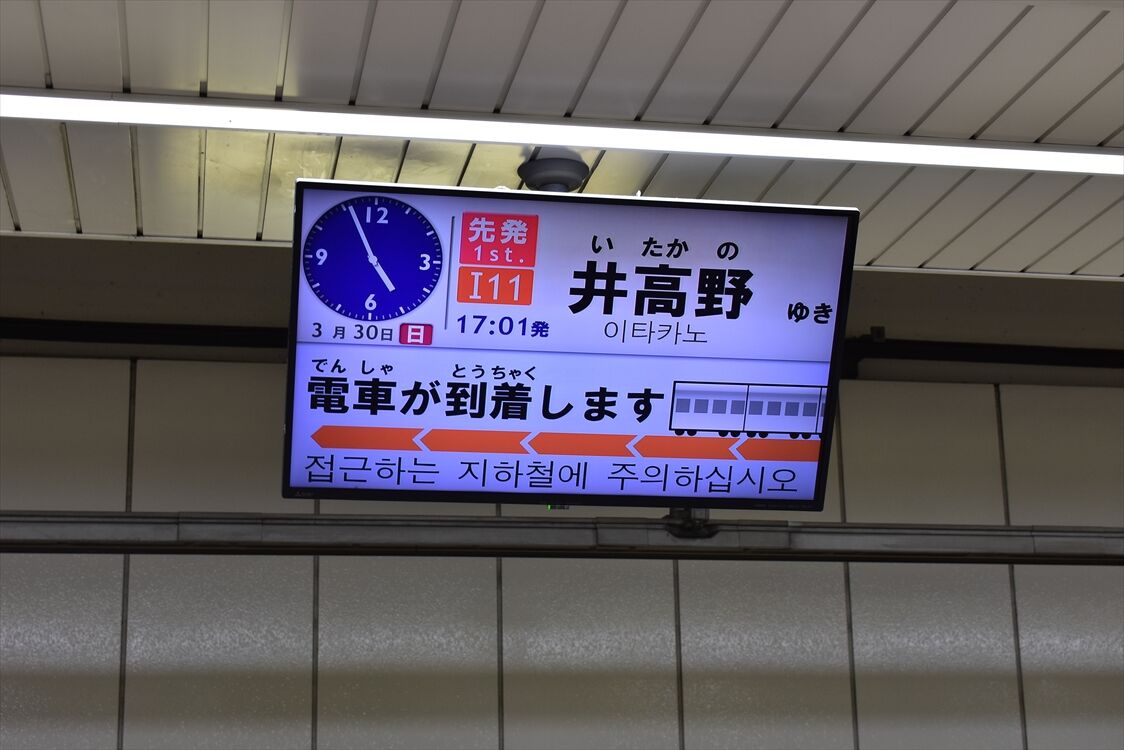 12
9
3
6
3月30日 日
先発
1st.
I11
17:01発
いたかの
井高野 ゆき
이타카노
でんしゃ とうちゃく
電車が到着します
접근하는 지하철에 주의하십시오